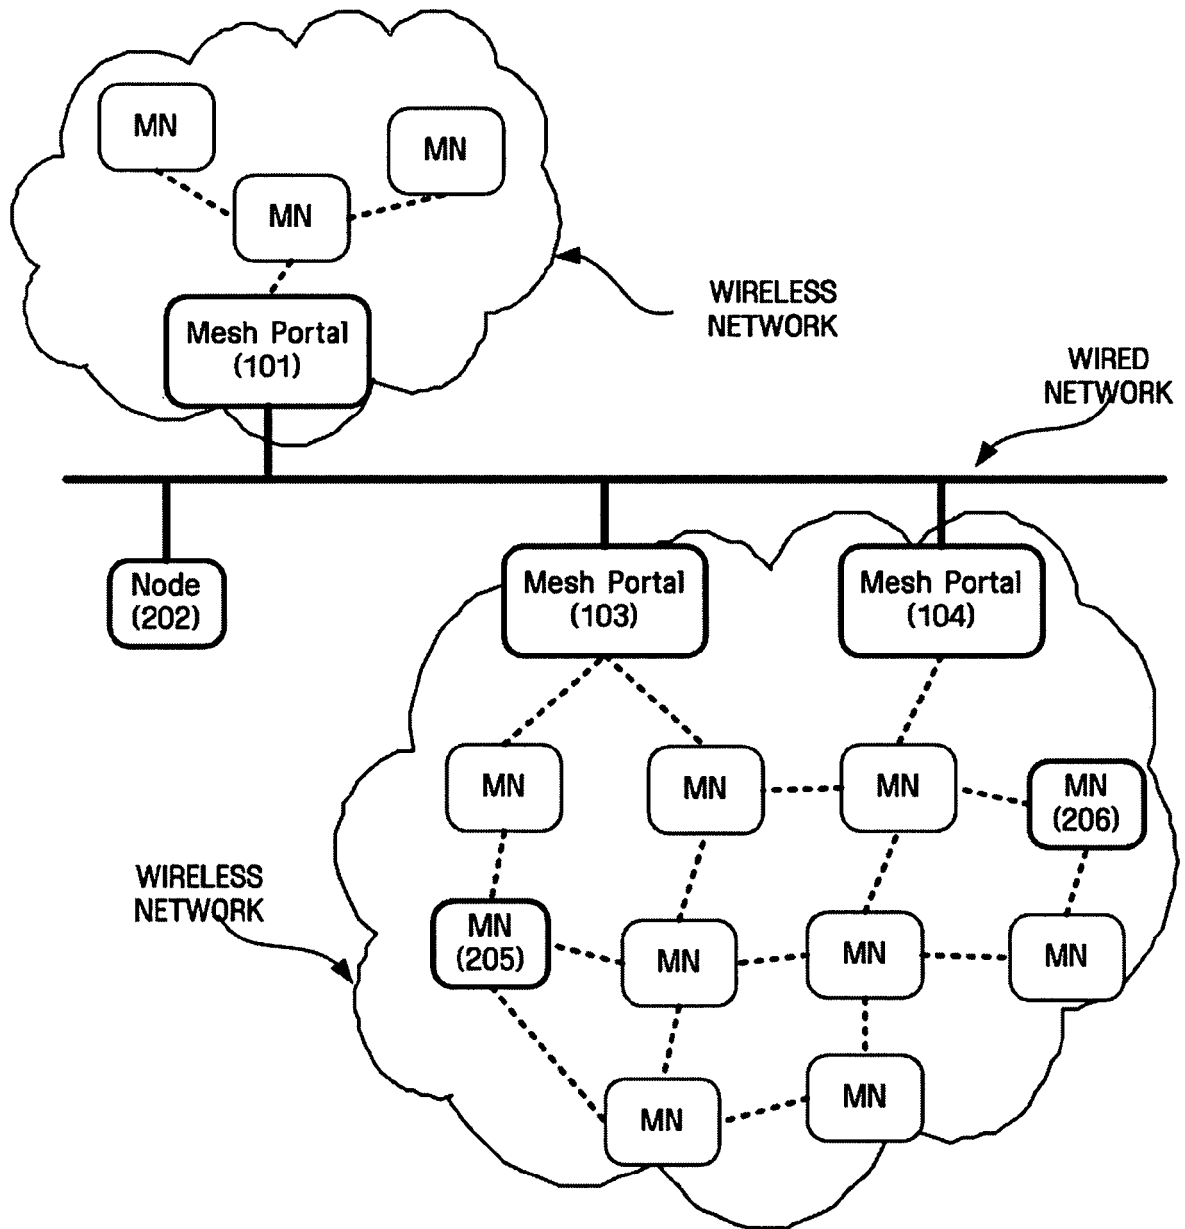 MN
MN
MN
Mesh Portal
(101)
WIRELESS
NETWORK
WIRED
NETWORK
Node
(202)
Mesh Portal
(103)
Mesh Portal
(104)
MN
MN
MN
MN
(206)
WIRELESS
NETWORK
MN
(205)
MN
MN
MN
MN
MN